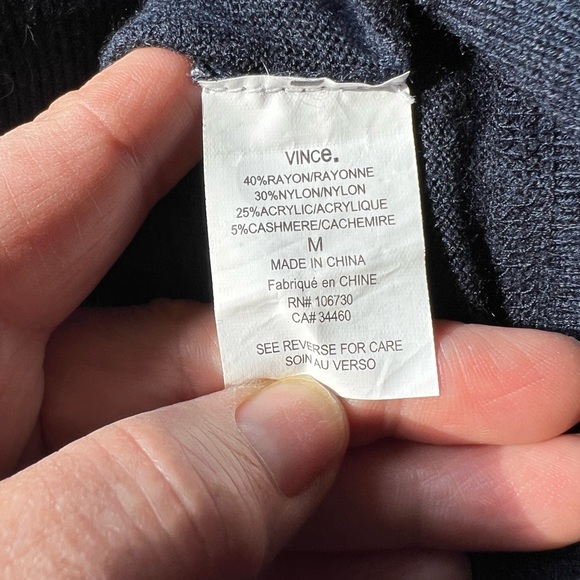 VINCe.
40%RAYON/RAYONNE
30%NYLON/NYLON
25%ACRYLIC/ACRYLIQUE
5%CASHMERE/CACHEMIRE
M
MADE IN CHINA
Fabriqué en CHINE
RN# 106730
CA# 34460
SEE REVERSE FOR CARE
SOIN AU VERSO